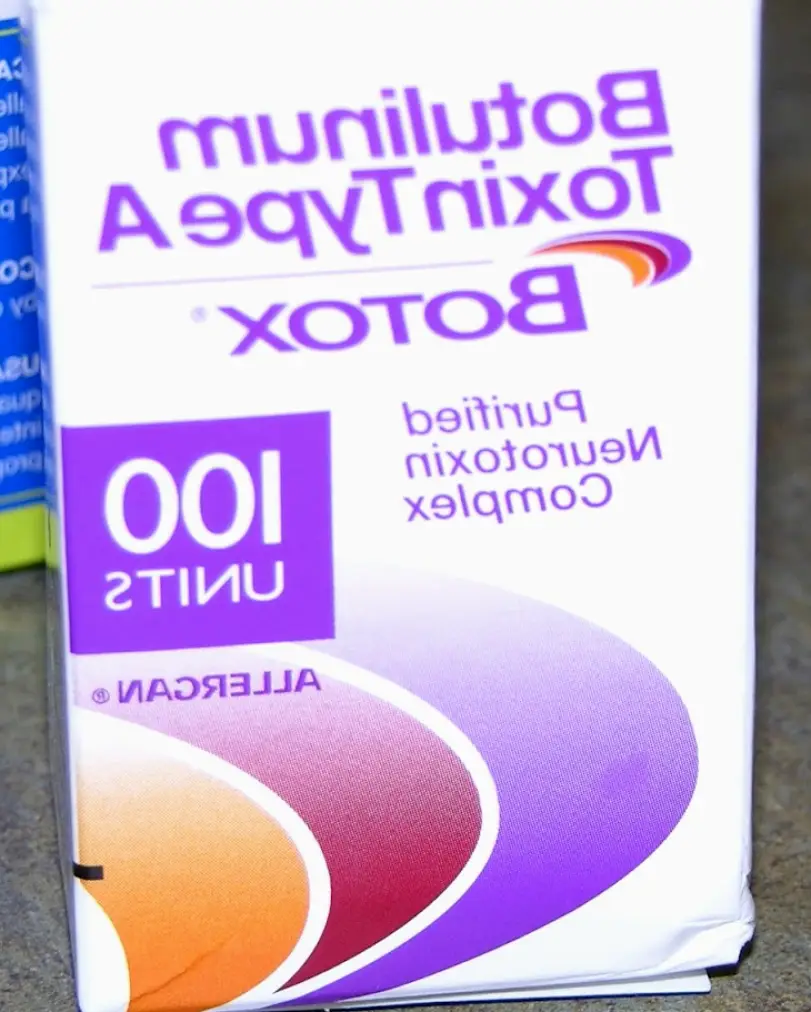 Botulinum
Toxin Type A
BOTOX®
Purified
Neurotoxin
Complex
100
UNITS
ALLERGAN®